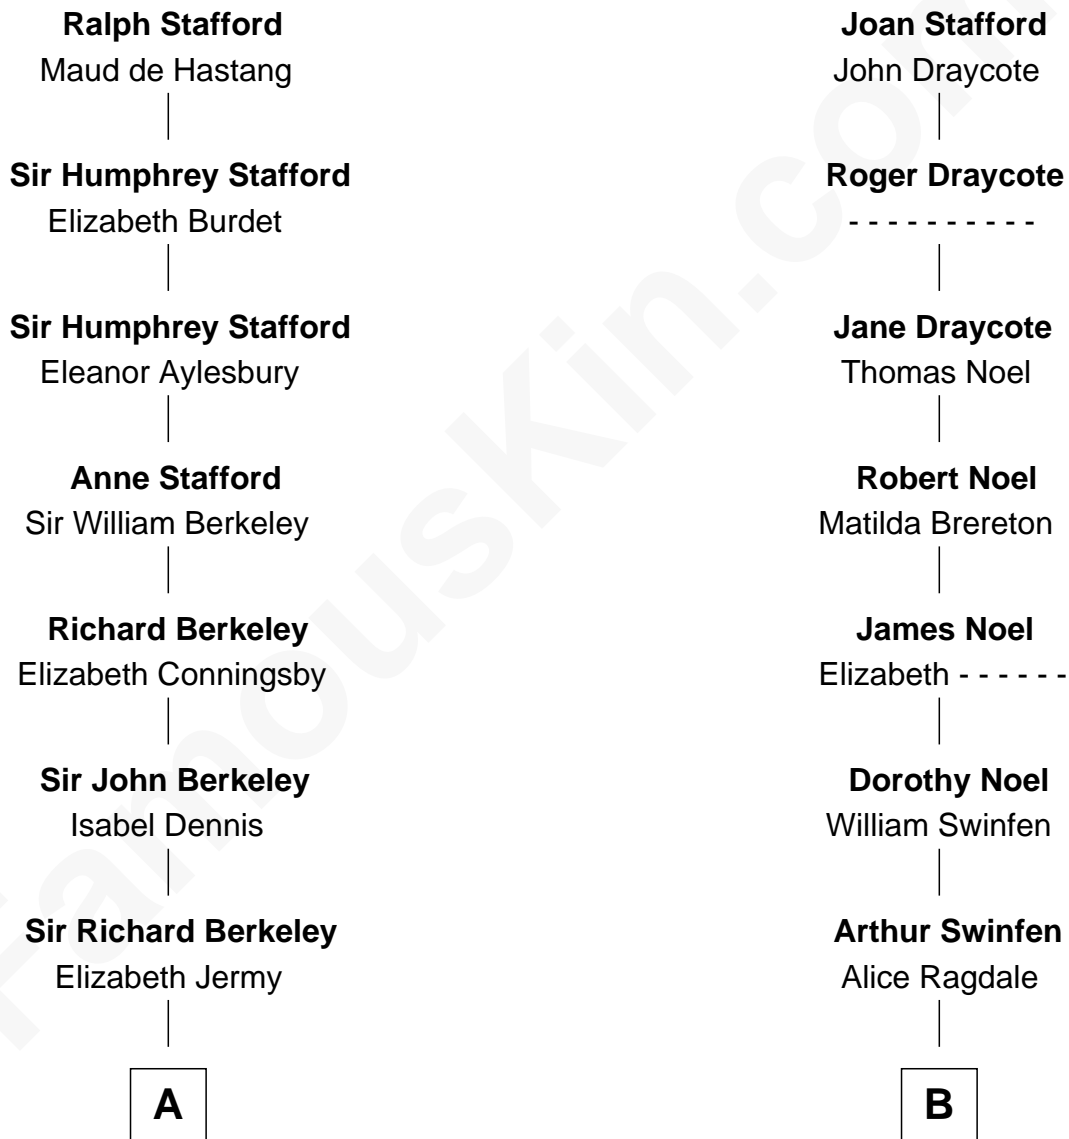 Ralph Stafford
Maud de Hastang
Sir Humphrey Stafford
Elizabeth Burdet
Sir Humphrey Stafford
Eleanor Aylesbury
Anne Stafford
Sir William Berkeley
Richard Berkeley
Elizabeth Conningsby
Sir John Berkeley
Isabel Dennis
Sir Richard Berkeley
Elizabeth Jermy
A
Joan Stafford
John Draycote
Roger Draycote
- - - - - - - - - -
Jane Draycote
Thomas Noel
Robert Noel
Matilda Brereton
James Noel
Elizabeth - - - - - -
Dorothy Noel
William Swinfen
Arthur Swinfen
Alice Ragdale
B
FamousKin.com